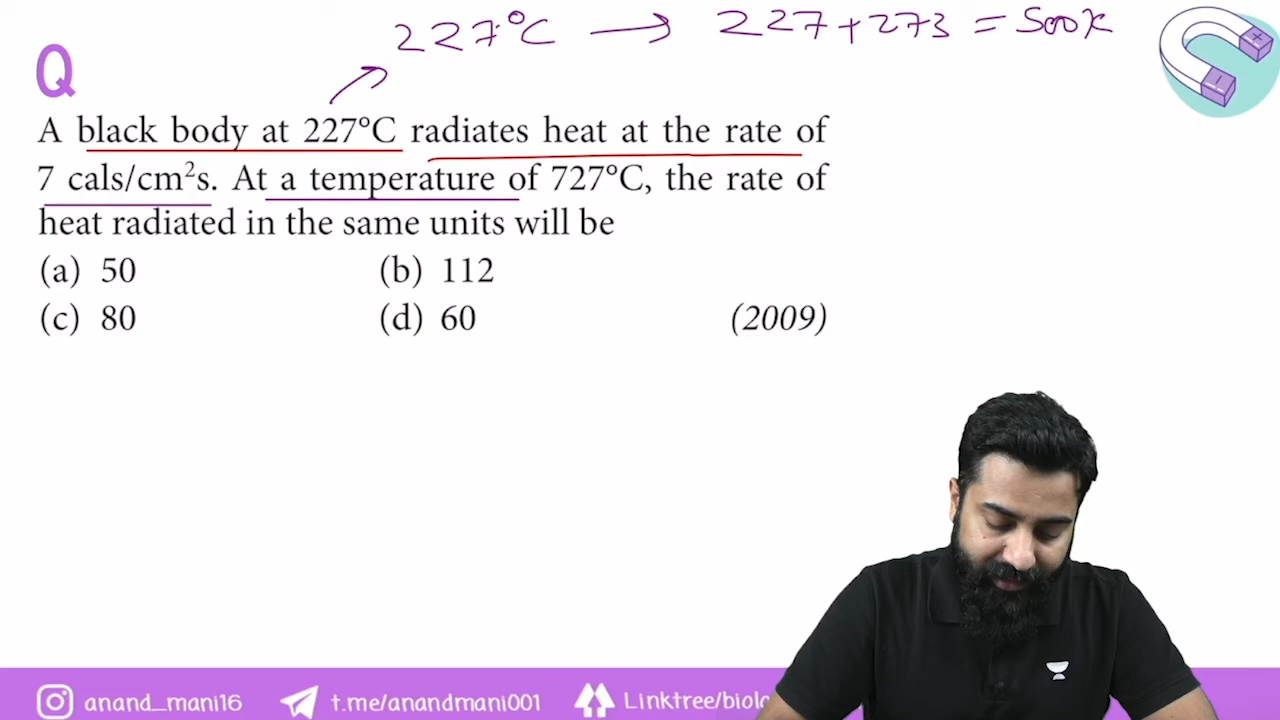 227°C → 227+273 = 500K
Q
A black body at 227°C radiates heat at the rate of
7 cals/cm²s. At a temperature of 727°C, the rate of
heat radiated in the same units will be
(a) 50 (b) 112
(c) 80 (d) 60 (2009)
anand_mani16 t.me/anandmani001 Linktree/biolo